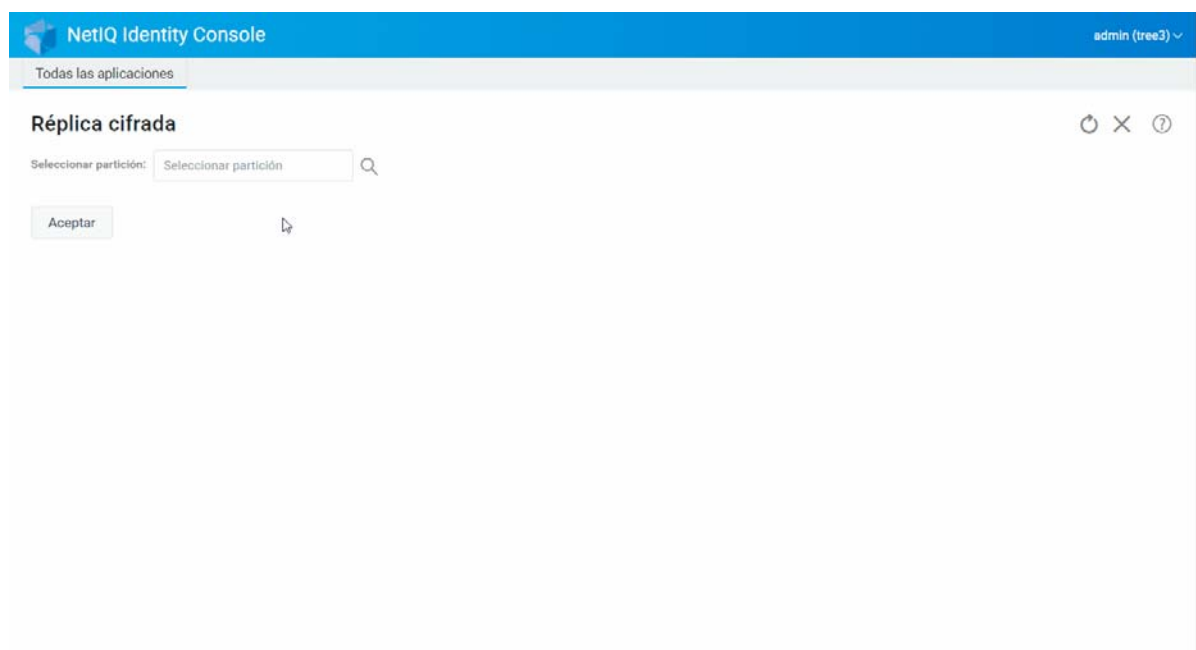 NetIQ Identity Console
admin (tree3)
Todas las aplicaciones
Réplica cifrada
Seleccionar partición: Seleccionar partición
Aceptar